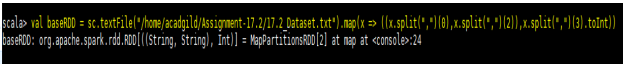 scala> val baseRDD = sc.textFile("/home/acadgild/Assignment-17.2/17.2_Dataset.txt").map(x => ((x.split(",")(0),x.split(",")(2)),x.split(",")(3).toInt))
baseRDD: org.apache.spark.rdd.RDD[((String, String), Int)] = MapPartitionsRDD[2] at map at <console>:24